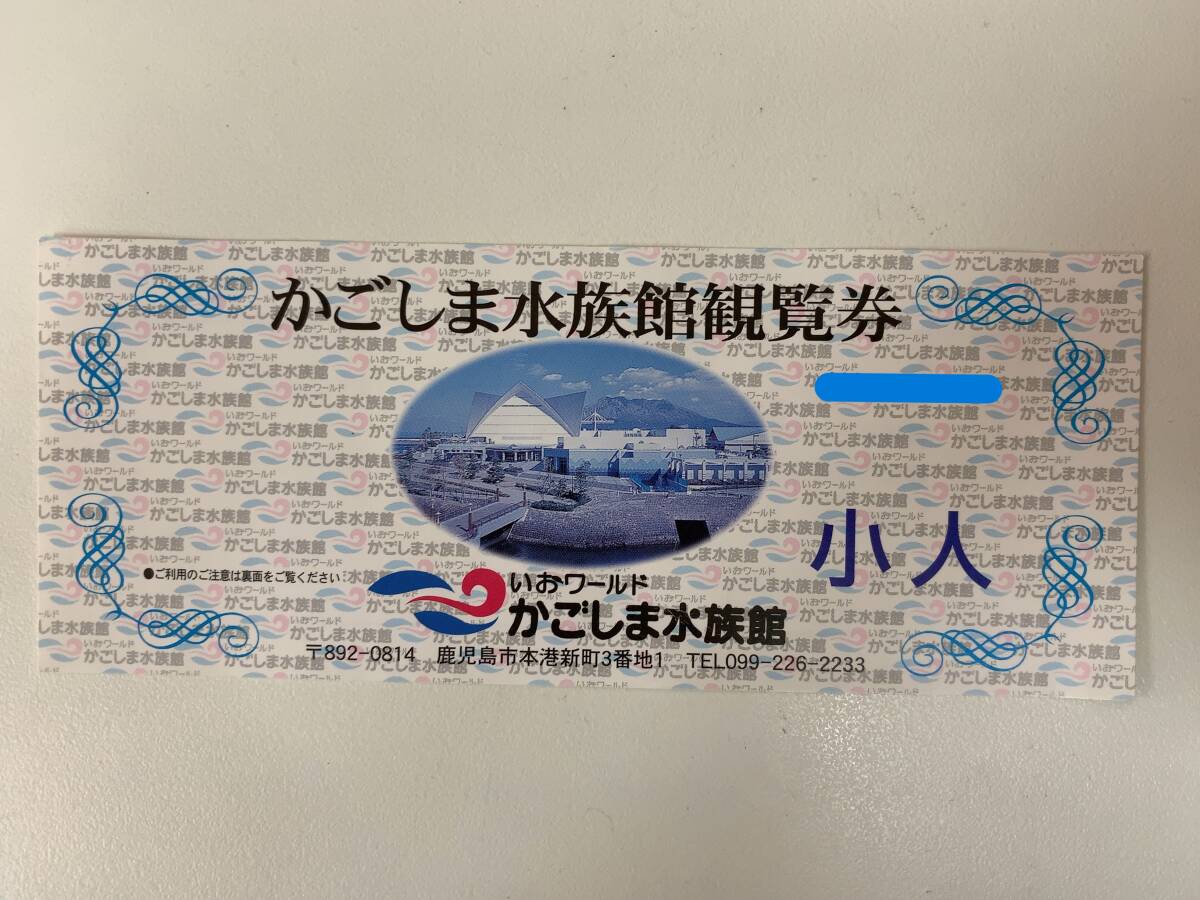 かごしま水族館観覧券
小人
●ご利用のご注意は裏面をご覧ください
いおワールド
かごしま水族館
〒892-0814 鹿児島市本港新町3番地1 TEL099-226-2233